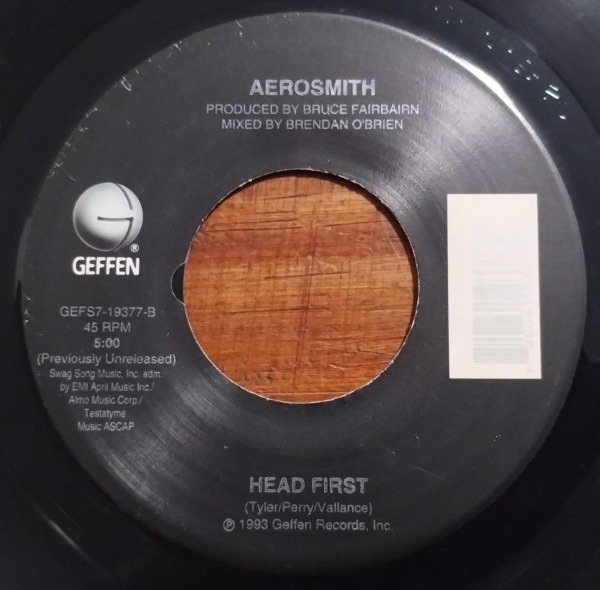 AEROSMITH
PRODUCED BY BRUCE FAIRBAIRN
MIXED BY BRENDAN O'BRIEN
®
GEFFEN
GEFS7-19377-B
45 RPM
5:00
(Previously Unreleased)
Swag Song Music, Inc. adm.
by EMI April Music Inc./
Almo Music Corp./
Testatyme
Music ASCAP
HEAD FIRST
(Tyler/Perry/Vallance)
℗ 1993 Geffen Records, Inc.